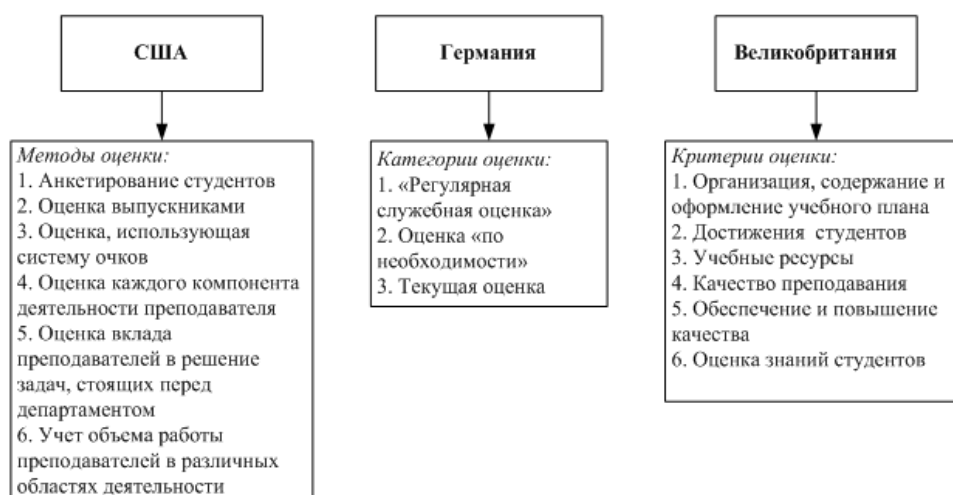 США
Методы оценки:
1. Анкетирование студентов
2. Оценка выпускниками
3. Оценка, использующая
систему очков
4. Оценка каждого компонента
деятельности преподавателя
5. Оценка вклада
преподавателей в решение
задач, стоящих перед
департаментом
6. Учет объема работы
преподавателей в различных
областях деятельности
Германия
Категории оценки:
1. «Регулярная
служебная оценка»
2. Оценка «по
необходимости»
3. Текущая оценка
Великобритания
Критерии оценки:
1. Организация, содержание и
оформление учебного плана
2. Достижения студентов
3. Учебные ресурсы
4. Качество преподавания
5. Обеспечение и повышение
качества
6. Оценка знаний студентов